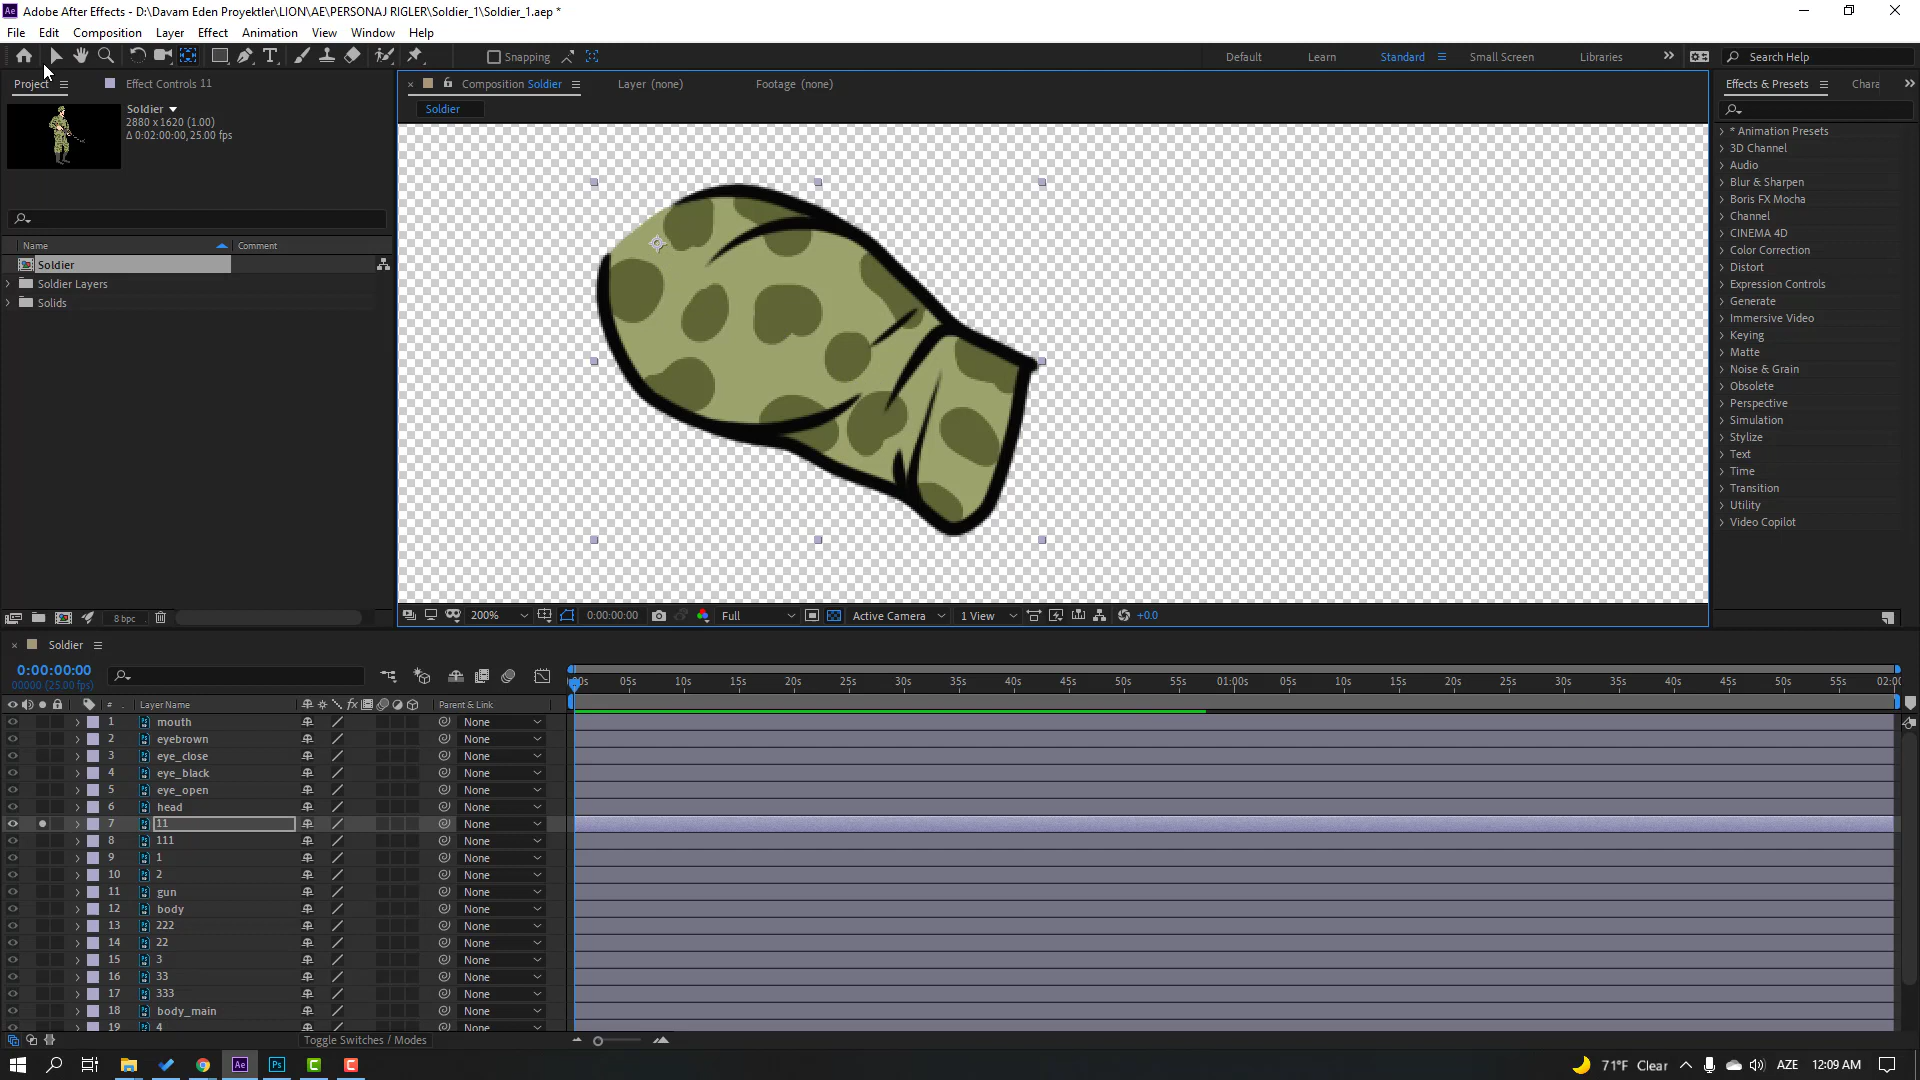 Adobe After Effects - D:\Davam Eden Proyektler\LION\AE\PERSONAJ RIGLER\Soldier_1\Soldier_1.aep *
File Edit Composition Layer Effect Animation View Window Help
Snapping
Default Learn Standard Small Screen Libraries Search Help
Project Effect Controls 11
Composition Soldier Layer (none) Footage (none)
Effects & Presets Chara
Soldier
2880 x 1620 (1.00)
Δ 0:02:00:00, 25.00 fps
Soldier
Name Comment
Soldier
Soldier Layers
Solids
* Animation Presets
3D Channel
Audio
Blur & Sharpen
Boris FX Mocha
Channel
CINEMA 4D
Color Correction
Distort
Expression Controls
Generate
Immersive Video
Keying
Matte
Noise & Grain
Obsolete
Perspective
Simulation
Stylize
Text
Time
Transition
Utility
Video Copilot
8 bpc
200% 0:00:00:00 Full Active Camera 1 View +0.0
Soldier
0:00:00:00
00000 (25.00 fps)
00s 05s 10s 15s 20s 25s 30s 35s 40s 45s 50s 55s 01:00s 05s 10s 15s 20s 25s 30s 35s 40s 45s 50s 55s 02:00
# Layer Name fx Parent & Link
1 mouth None
2 eyebrown None
3 eye_close None
4 eye_black None
5 eye_open None
6 head None
7 11 None
8 111 None
9 1 None
10 2 None
11 gun None
12 body None
13 222 None
14 22 None
15 3 None
16 33 None
17 333 None
18 body_main None
19 4 None
Toggle Switches / Modes
Ae Ps C C 71°F Clear AZE 12:09 AM